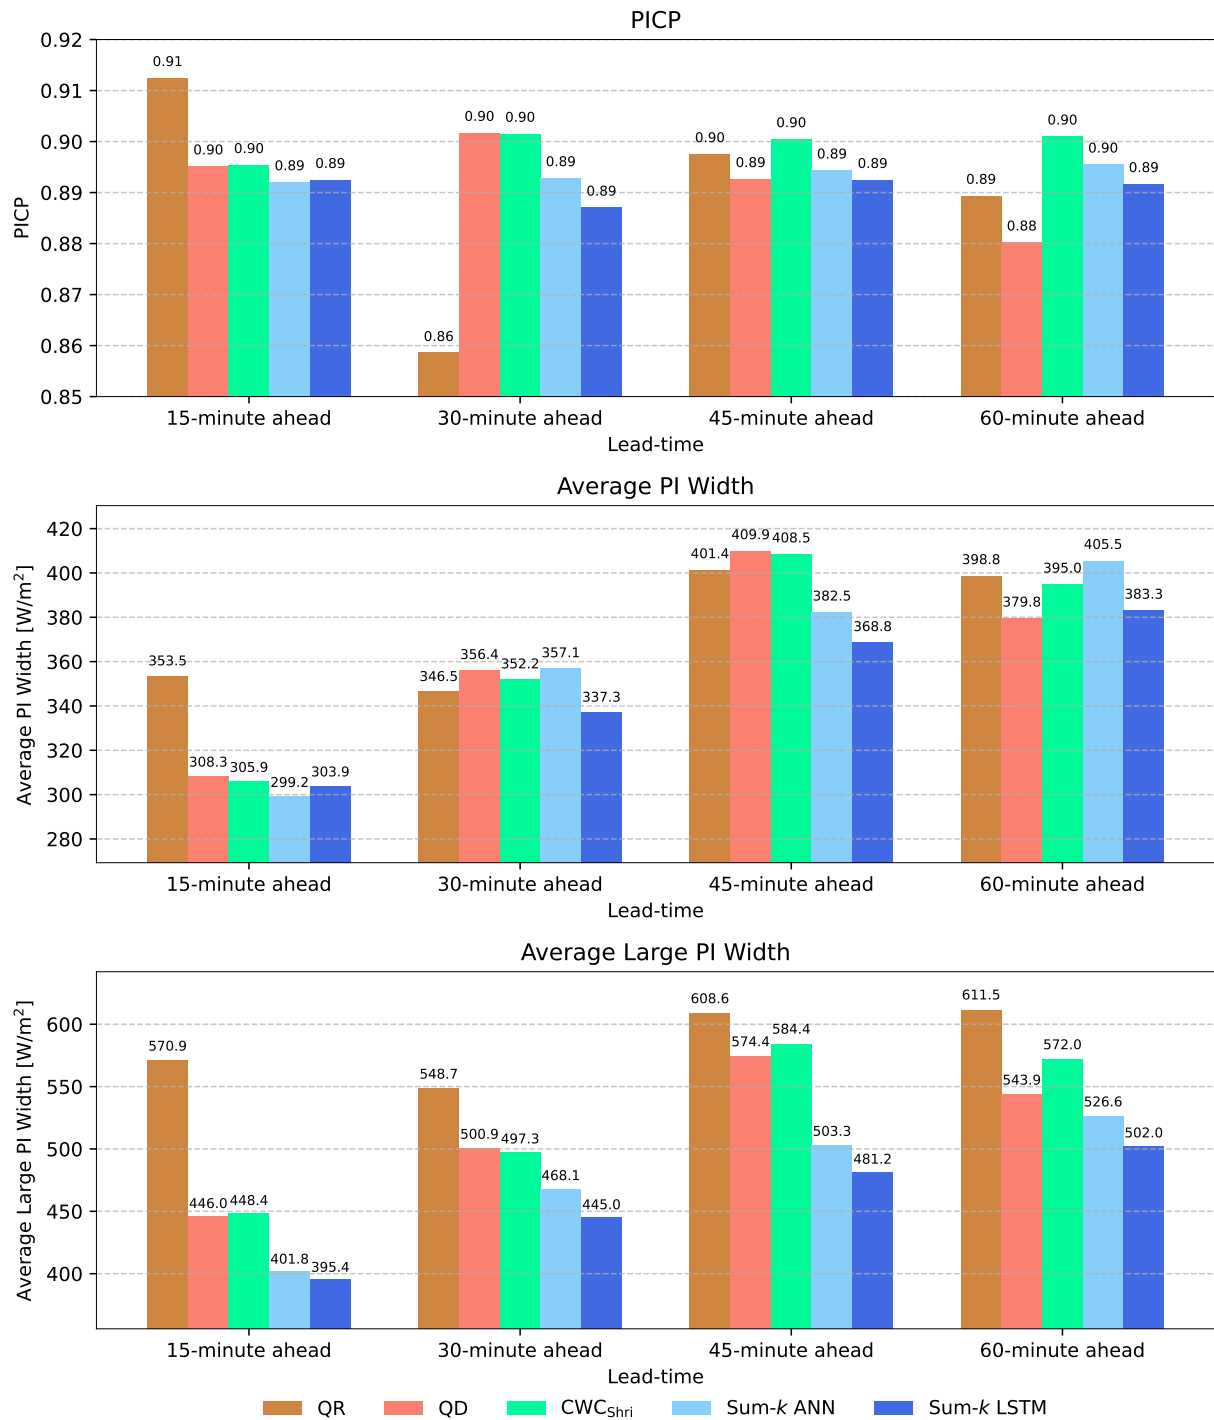 PICP
0.92
0.91
0.90
0.89
0.88
0.87
0.86
0.85
PICP
0.91 0.90 0.90 0.89 0.89
0.86 0.90 0.90 0.89 0.89
0.90 0.89 0.90 0.89 0.89
0.89 0.88 0.90 0.90 0.89
15-minute ahead 30-minute ahead 45-minute ahead 60-minute ahead
Lead-time
Average PI Width
420
400
380
360
340
320
300
280
Average PI Width [W/m²]
353.5 308.3 305.9 299.2 303.9
346.5 356.4 352.2 357.1 337.3
401.4 409.9 408.5 382.5 368.8
398.8 379.8 395.0 405.5 383.3
15-minute ahead 30-minute ahead 45-minute ahead 60-minute ahead
Lead-time
Average Large PI Width
600
550
500
450
400
Average Large PI Width [W/m²]
570.9 446.0 448.4 401.8 395.4
548.7 500.9 497.3 468.1 445.0
608.6 574.4 584.4 503.3 481.2
611.5 543.9 572.0 526.6 502.0
15-minute ahead 30-minute ahead 45-minute ahead 60-minute ahead
Lead-time
QR QD CWC_Shri Sum-k ANN Sum-k LSTM